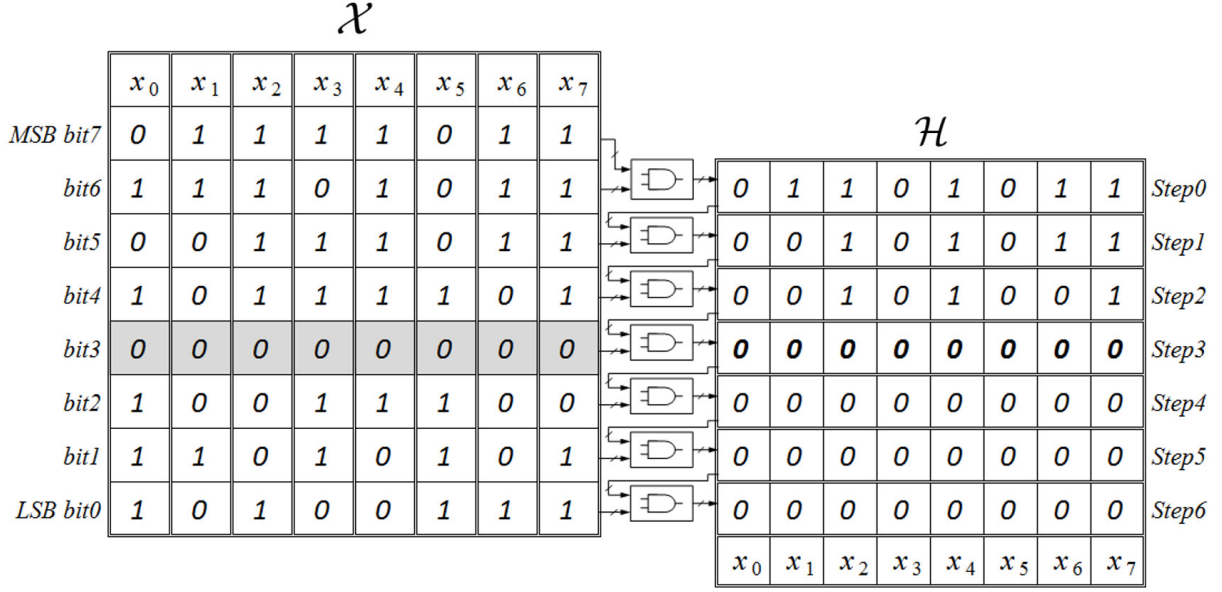 𝒳
x0 x1 x2 x3 x4 x5 x6 x7
MSB bit7 0 1 1 1 1 0 1 1
ℋ
bit6 1 1 1 0 1 0 1 1 0 1 1 0 1 0 1 1 Step0
bit5 0 0 1 1 1 0 1 1 0 0 1 0 1 0 1 1 Step1
bit4 1 0 1 1 1 1 0 1 0 0 1 0 1 0 0 1 Step2
bit3 0 0 0 0 0 0 0 0 0 0 0 0 0 0 0 0 Step3
bit2 1 0 0 1 1 1 0 0 0 0 0 0 0 0 0 0 Step4
bit1 1 1 0 1 0 1 0 1 0 0 0 0 0 0 0 0 Step5
LSB bit0 1 0 1 0 0 1 1 1 0 0 0 0 0 0 0 0 Step6
x0 x1 x2 x3 x4 x5 x6 x7